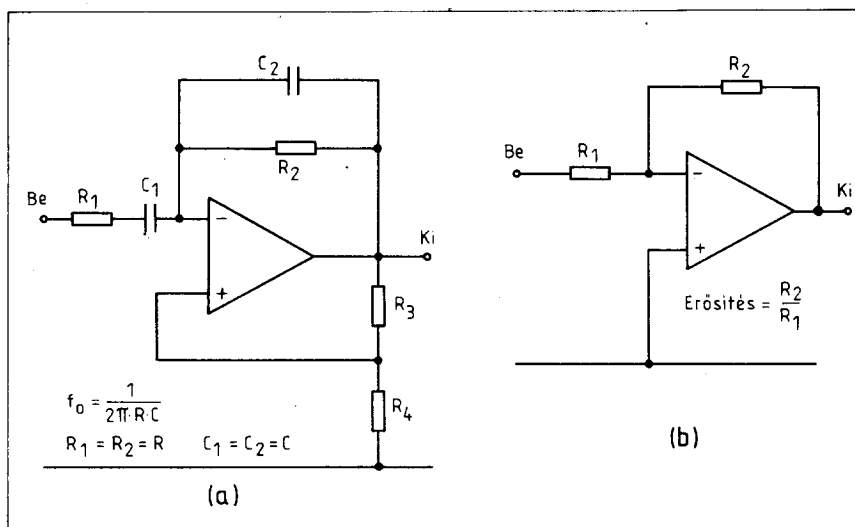 C2
R2
Be
R1
C1
−
+
Ki
R3
R4
f0 = 1/(2π·R·C)
R1 = R2 = R C1 = C2 = C
(a)
R2
Be
R1
−
+
Ki
Erősítés = R2/R1
(b)